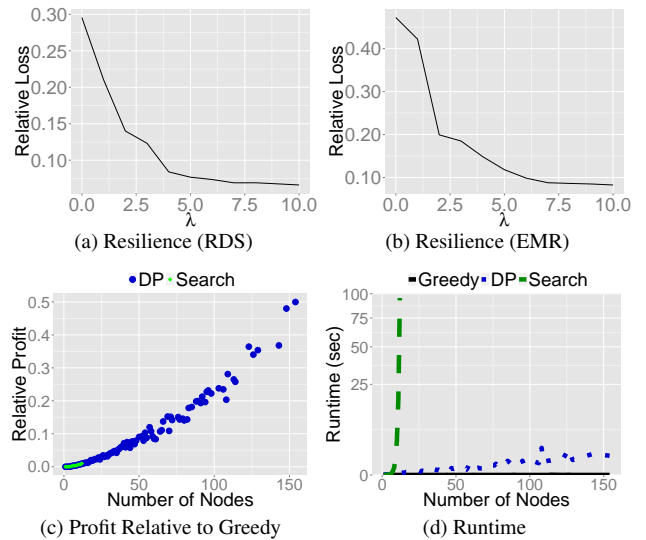 0.30
0.25
0.20
0.15
0.10
Relative Loss
0.0 2.5 5.0 7.5 10.0
λ
(a) Resilience (RDS)
0.40
0.30
0.20
0.10
Relative Loss
0.0 2.5 5.0 7.5 10.0
λ
(b) Resilience (EMR)
DP Search
0.5
0.4
0.3
0.2
0.1
0.0
Relative Profit
0 50 100 150
Number of Nodes
(c) Profit Relative to Greedy
Greedy DP Search
100
75
50
25
0
Runtime (sec)
0 50 100 150
Number of Nodes
(d) Runtime